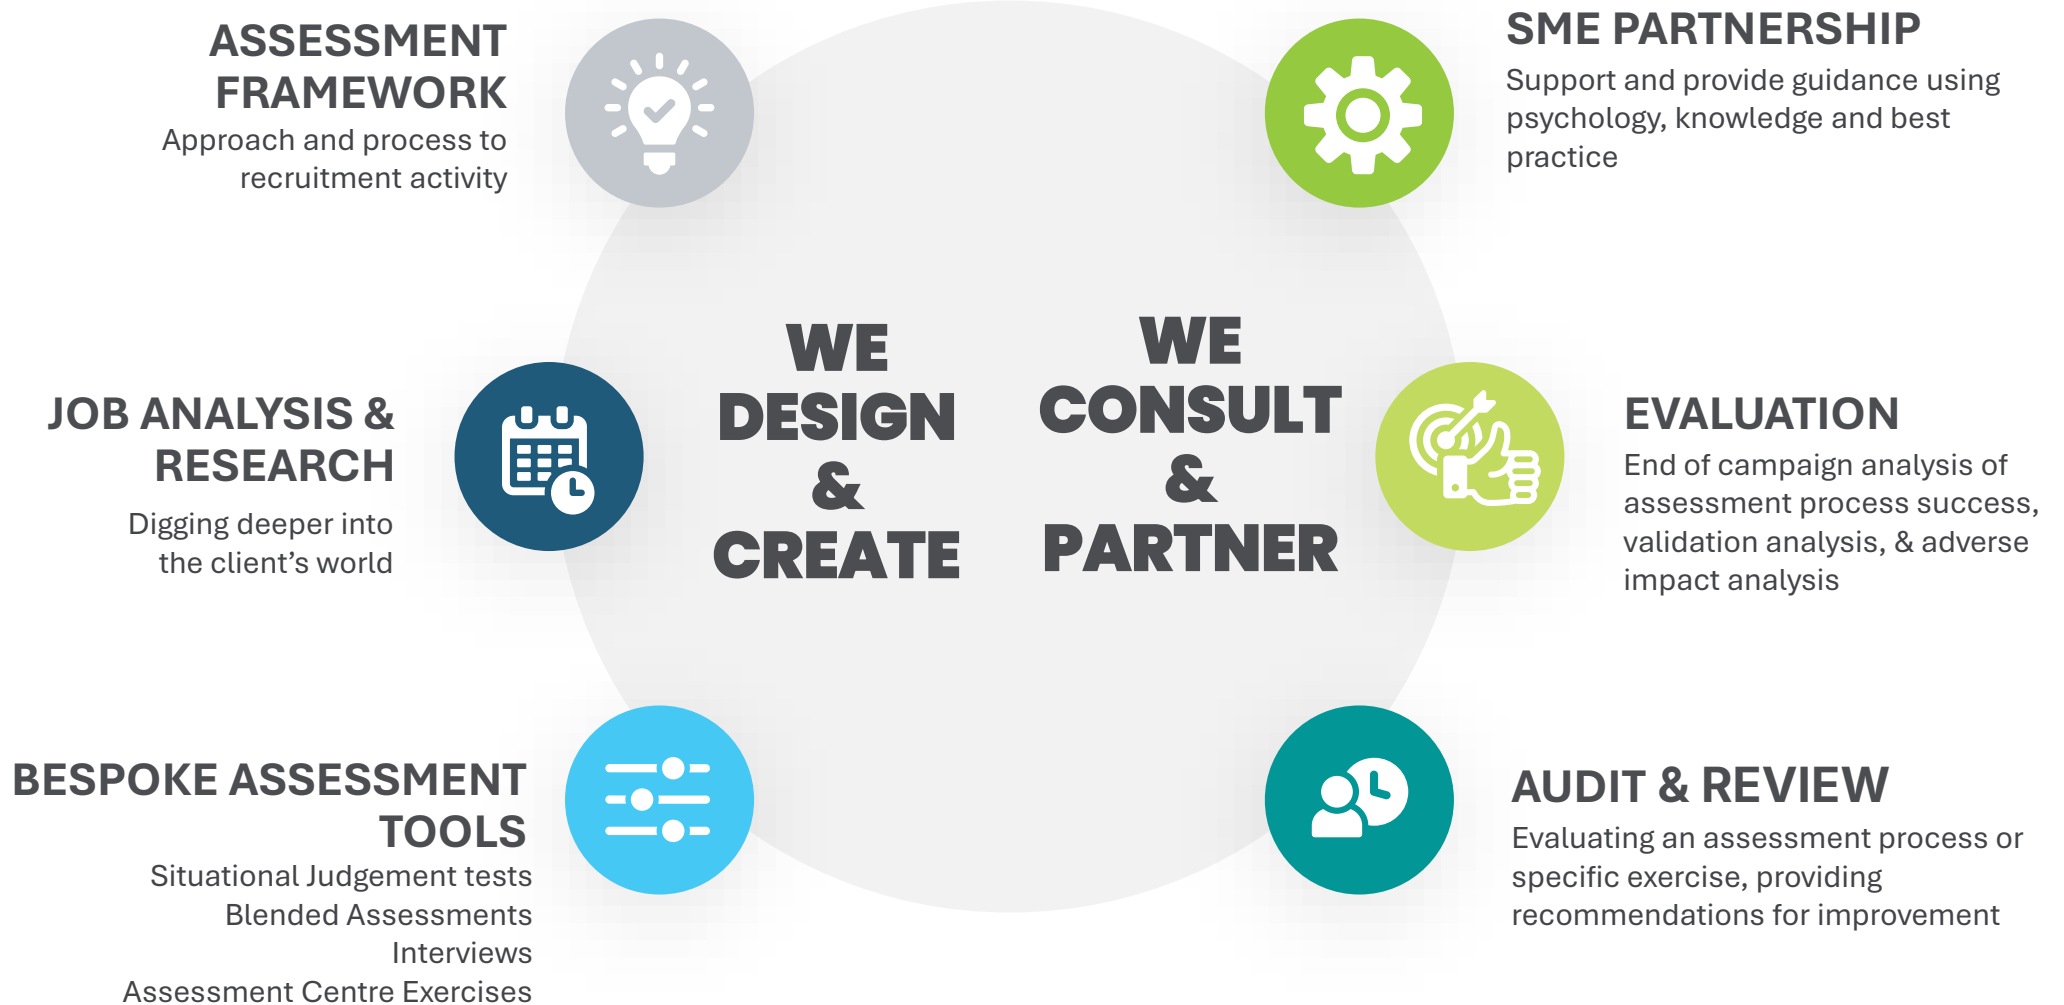 ASSESSMENT
FRAMEWORK
Approach and process to
recruitment activity
JOB ANALYSIS &
RESEARCH
Digging deeper into
the client’s world
BESPOKE ASSESSMENT
TOOLS
Situational Judgement tests
Blended Assessments
Interviews
Assessment Centre Exercises
WE
DESIGN
&
CREATE
WE
CONSULT
&
PARTNER
SME PARTNERSHIP
Support and provide guidance using
psychology, knowledge and best
practice
EVALUATION
End of campaign analysis of
assessment process success,
validation analysis, & adverse
impact analysis
AUDIT & REVIEW
Evaluating an assessment process or
specific exercise, providing
recommendations for improvement